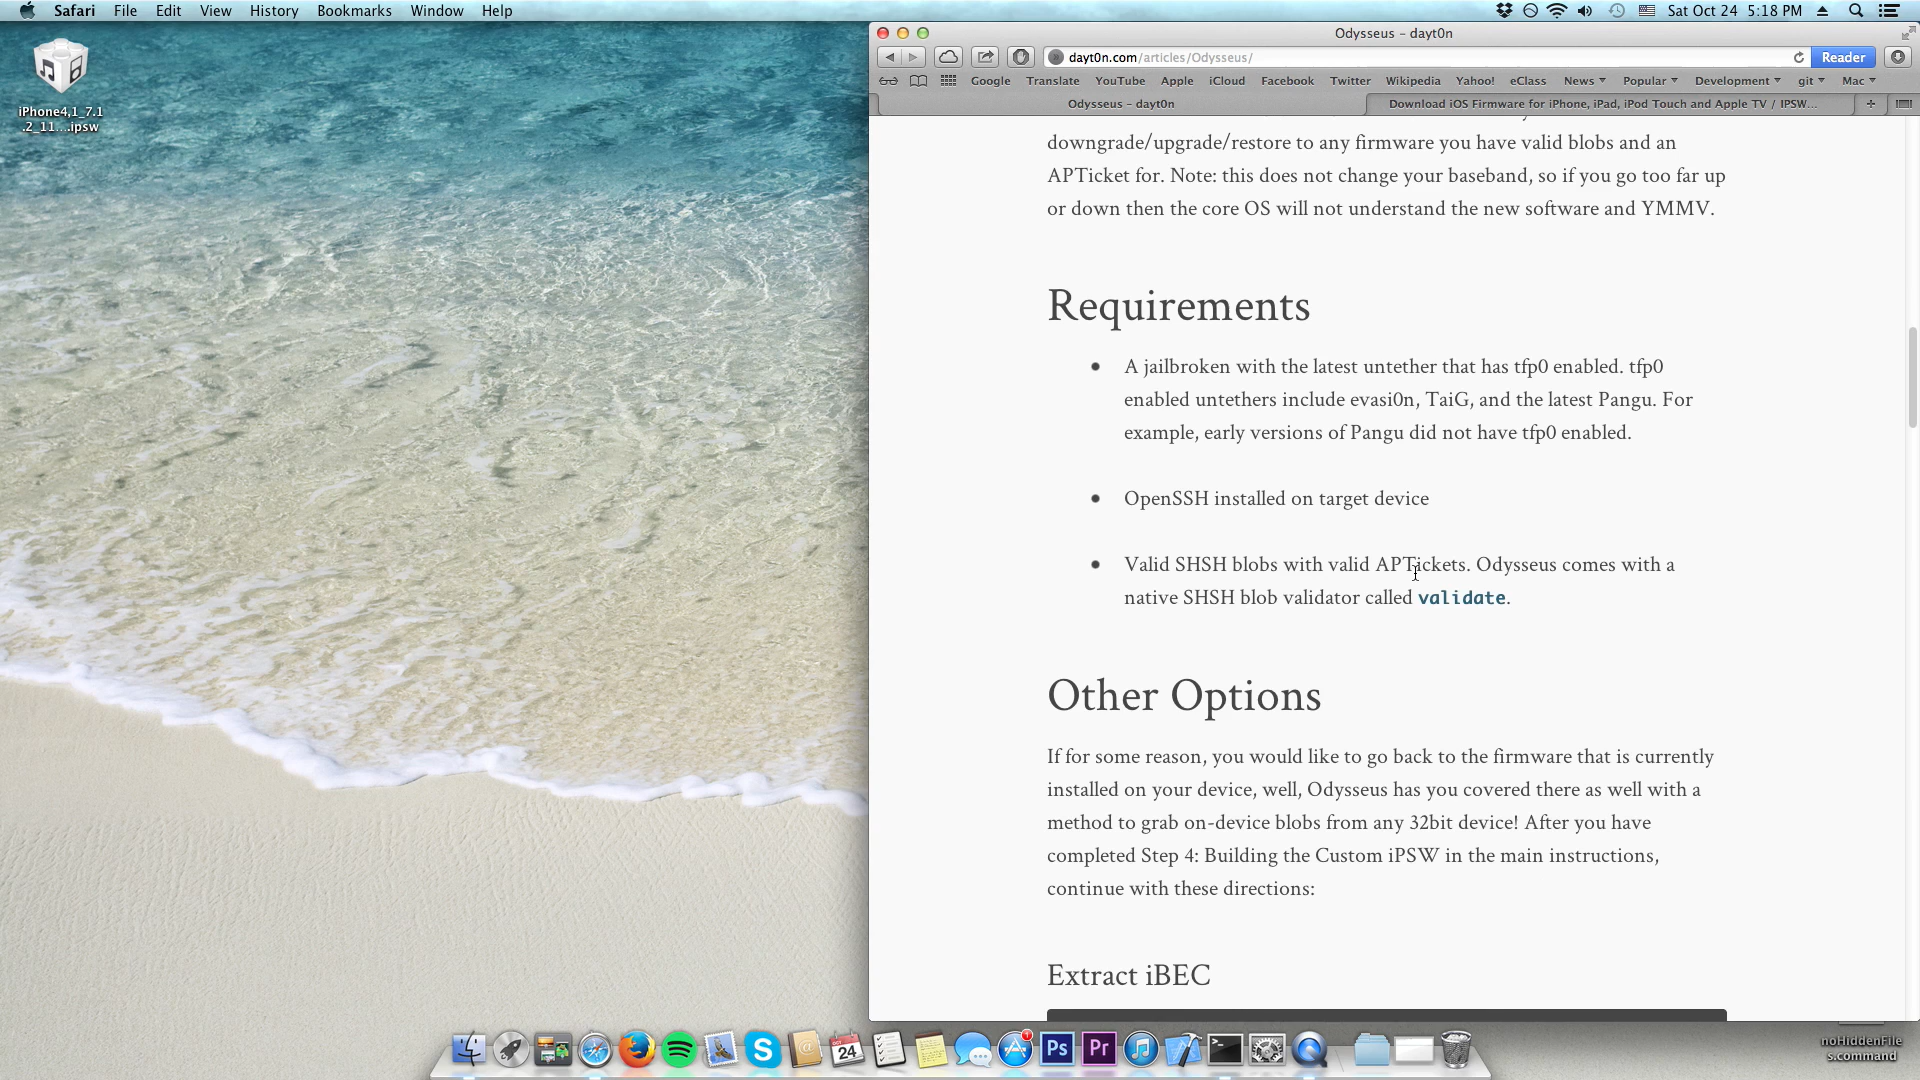 Safari File Edit View History Bookmarks Window Help
Sat Oct 24 5:18 PM
iPhone4,1_7.1
.2_11....ipsw
Odysseus – dayt0n
dayt0n.com/articles/Odysseus/
Reader
Google Translate YouTube Apple iCloud Facebook Twitter Wikipedia Yahoo! eClass News Popular Development git Mac
Odysseus – dayt0n
Download iOS Firmware for iPhone, iPad, iPod Touch and Apple TV / IPSW...
downgrade/upgrade/restore to any firmware you have valid blobs and an
APTicket for. Note: this does not change your baseband, so if you go too far up
or down then the core OS will not understand the new software and YMMV.
Requirements
A jailbroken with the latest untether that has tfp0 enabled. tfp0
enabled untethers include evasi0n, TaiG, and the latest Pangu. For
example, early versions of Pangu did not have tfp0 enabled.
OpenSSH installed on target device
Valid SHSH blobs with valid APTickets. Odysseus comes with a
native SHSH blob validator called validate.
Other Options
If for some reason, you would like to go back to the firmware that is currently
installed on your device, well, Odysseus has you covered there as well with a
method to grab on-device blobs from any 32bit device! After you have
completed Step 4: Building the Custom iPSW in the main instructions,
continue with these directions:
Extract iBEC
24
Ps
Pr
noHiddenFile
s.command